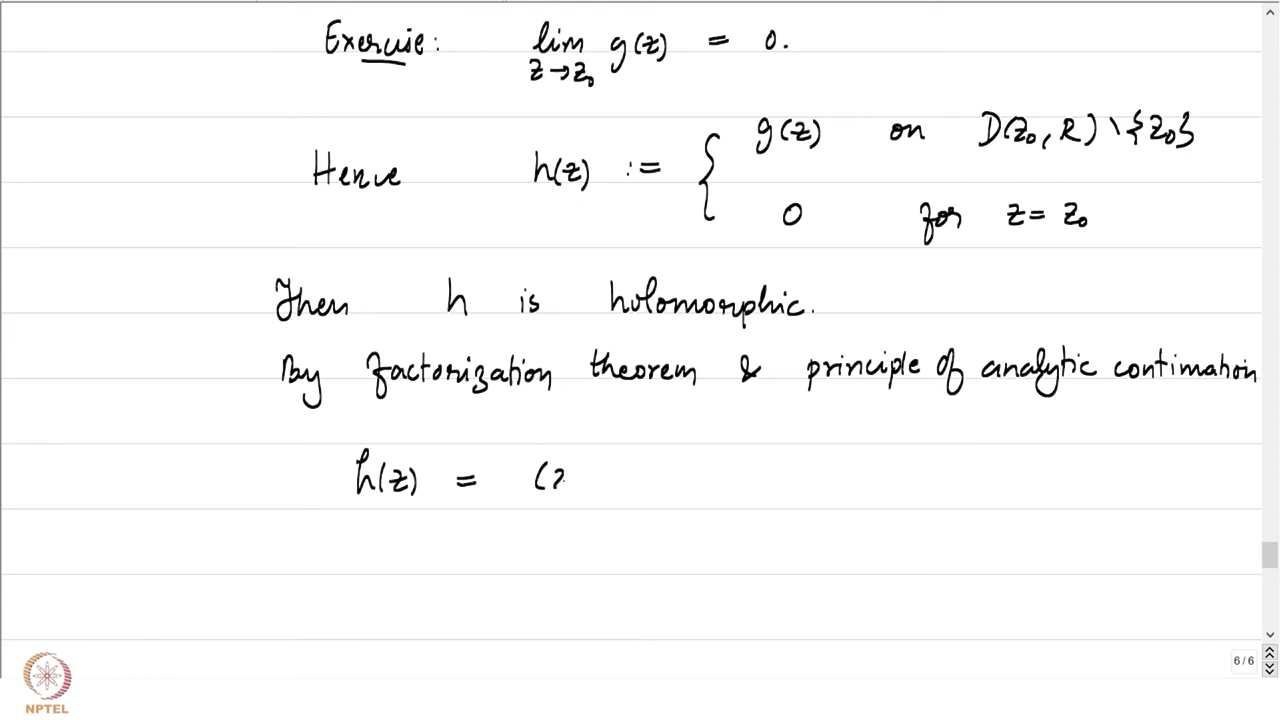 Exercise: lim g(z) = 0.
z→z₀
Hence h(z) := { g(z) on D(z₀, R) \ {z₀}
0 for z = z₀
Then h is holomorphic.
By factorization theorem & principle of analytic continuation
h(z) = (z
6 / 6
NPTEL